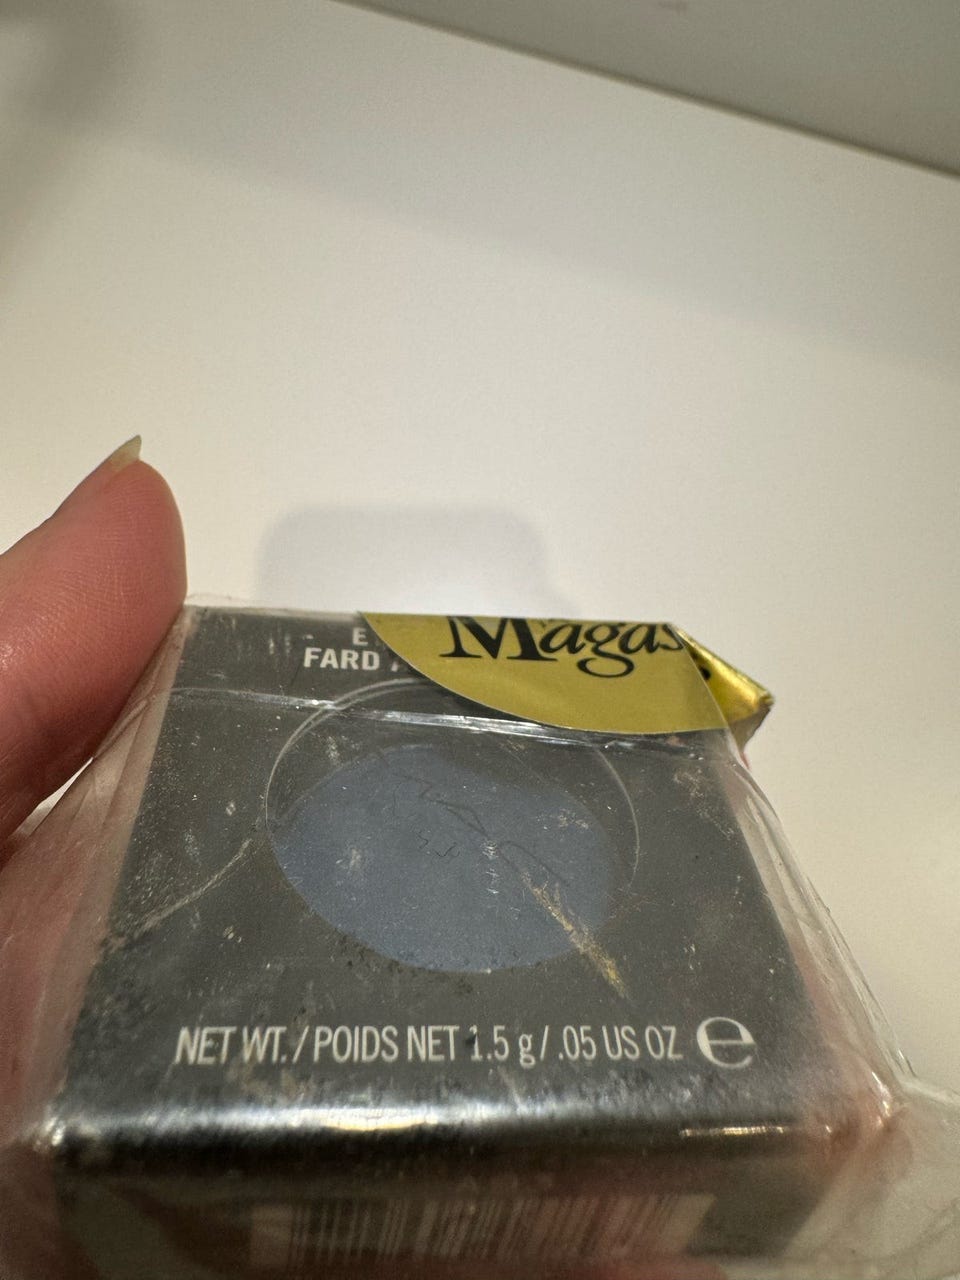 Magas
FARD
NET WT. / POIDS NET 1.5 g / .05 US OZ e